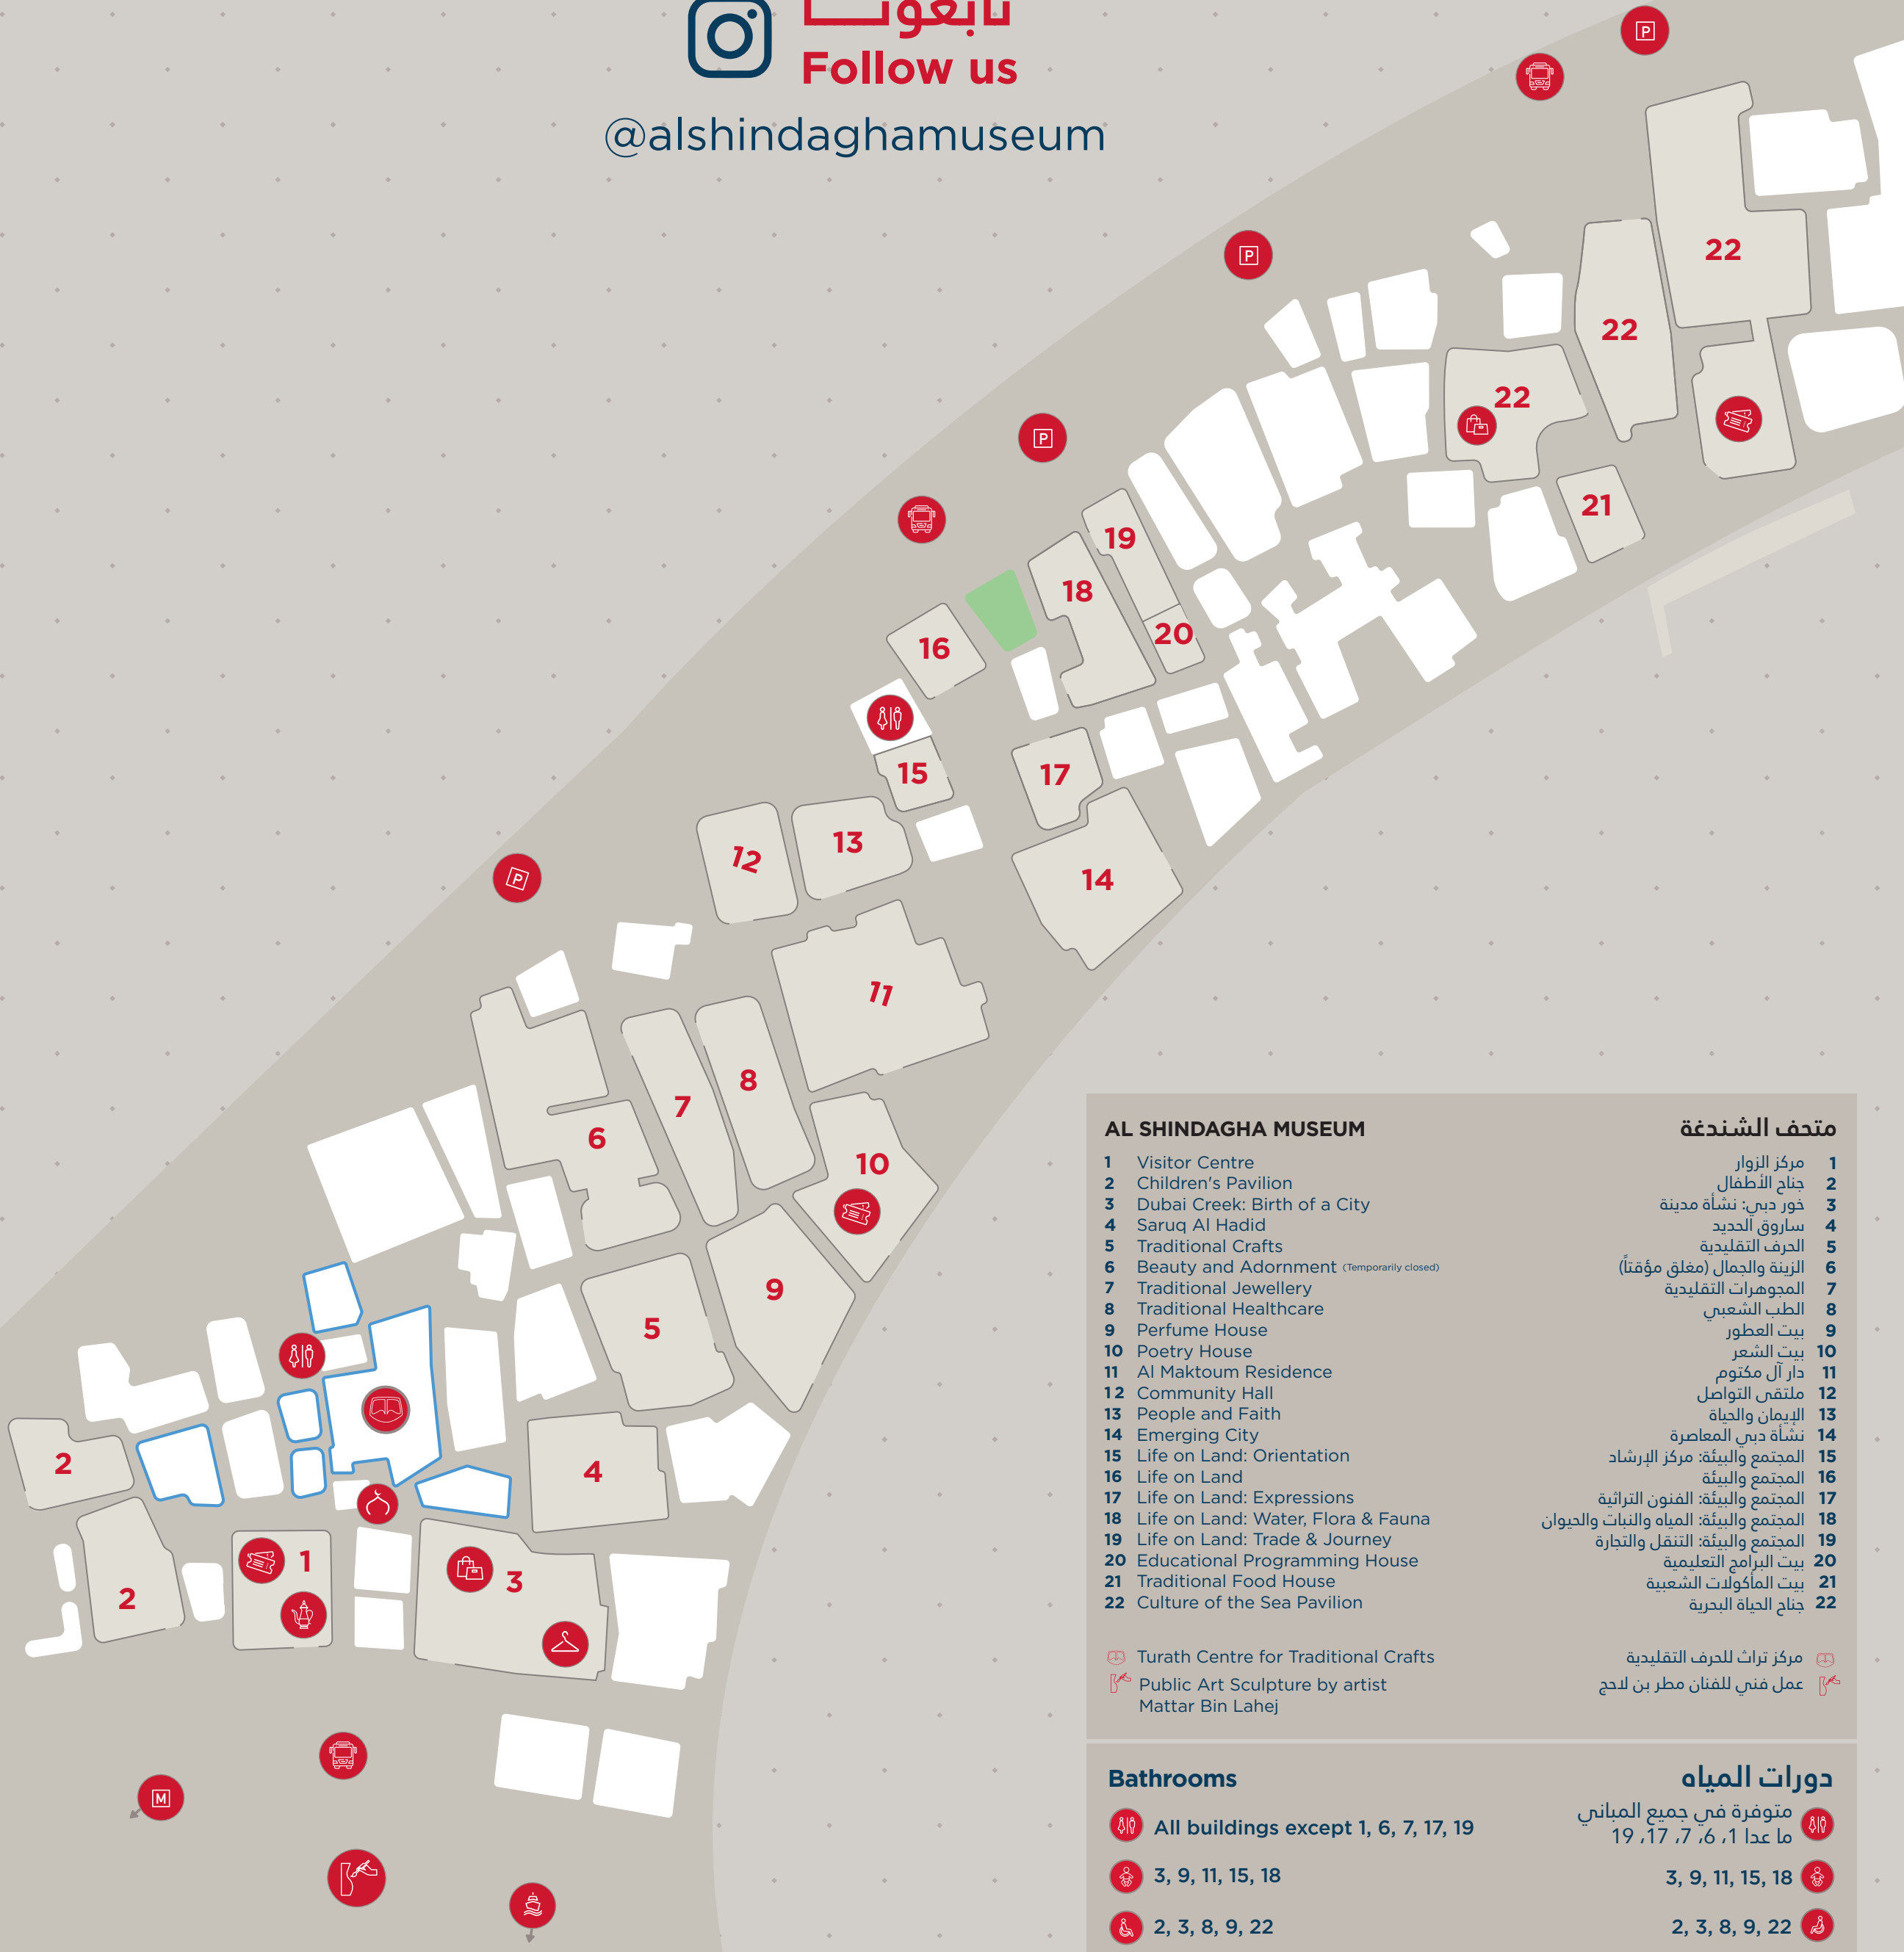 تابعونــــا
Follow us
@alshindaghamuseum
P
P
22
22
22
P
21
19
18
20
16
15
17
13
12
14
P
11
8
7
6
10
9
5
4
2
1
3
2
M
AL SHINDAGHA MUSEUM
1 Visitor Centre
2 Children's Pavilion
3 Dubai Creek: Birth of a City
4 Saruq Al Hadid
5 Traditional Crafts
6 Beauty and Adornment (Temporarily closed)
7 Traditional Jewellery
8 Traditional Healthcare
9 Perfume House
10 Poetry House
11 Al Maktoum Residence
12 Community Hall
13 People and Faith
14 Emerging City
15 Life on Land: Orientation
16 Life on Land
17 Life on Land: Expressions
18 Life on Land: Water, Flora & Fauna
19 Life on Land: Trade & Journey
20 Educational Programming House
21 Traditional Food House
22 Culture of the Sea Pavilion
Turath Centre for Traditional Crafts
Public Art Sculpture by artist
Mattar Bin Lahej
متحف الشندغة
1 مركز الزوار
2 جناح الأطفال
3 خور دبي: نشأة مدينة
4 ساروق الحديد
5 الحرف التقليدية
6 الزينة والجمال (مغلق مؤقتاً)
7 المجوهرات التقليدية
8 الطب الشعبي
9 بيت العطور
10 بيت الشعر
11 دار آل مكتوم
12 ملتقى التواصل
13 الإيمان والحياة
14 نشأة دبي المعاصرة
15 المجتمع والبيئة: مركز الإرشاد
16 المجتمع والبيئة
17 المجتمع والبيئة: الفنون التراثية
18 المجتمع والبيئة: المياه والنبات والحيوان
19 المجتمع والبيئة: التنقل والتجارة
20 بيت البرامج التعليمية
21 بيت المأكولات الشعبية
22 جناح الحياة البحرية
مركز تراث للحرف التقليدية
عمل فني للفنان مطر بن لاحج
Bathrooms
All buildings except 1, 6, 7, 17, 19
3, 9, 11, 15, 18
2, 3, 8, 9, 22
دورات المياه
متوفرة في جميع المباني
ما عدا 1، 6، 7، 17، 19
3, 9, 11, 15, 18
2, 3, 8, 9, 22